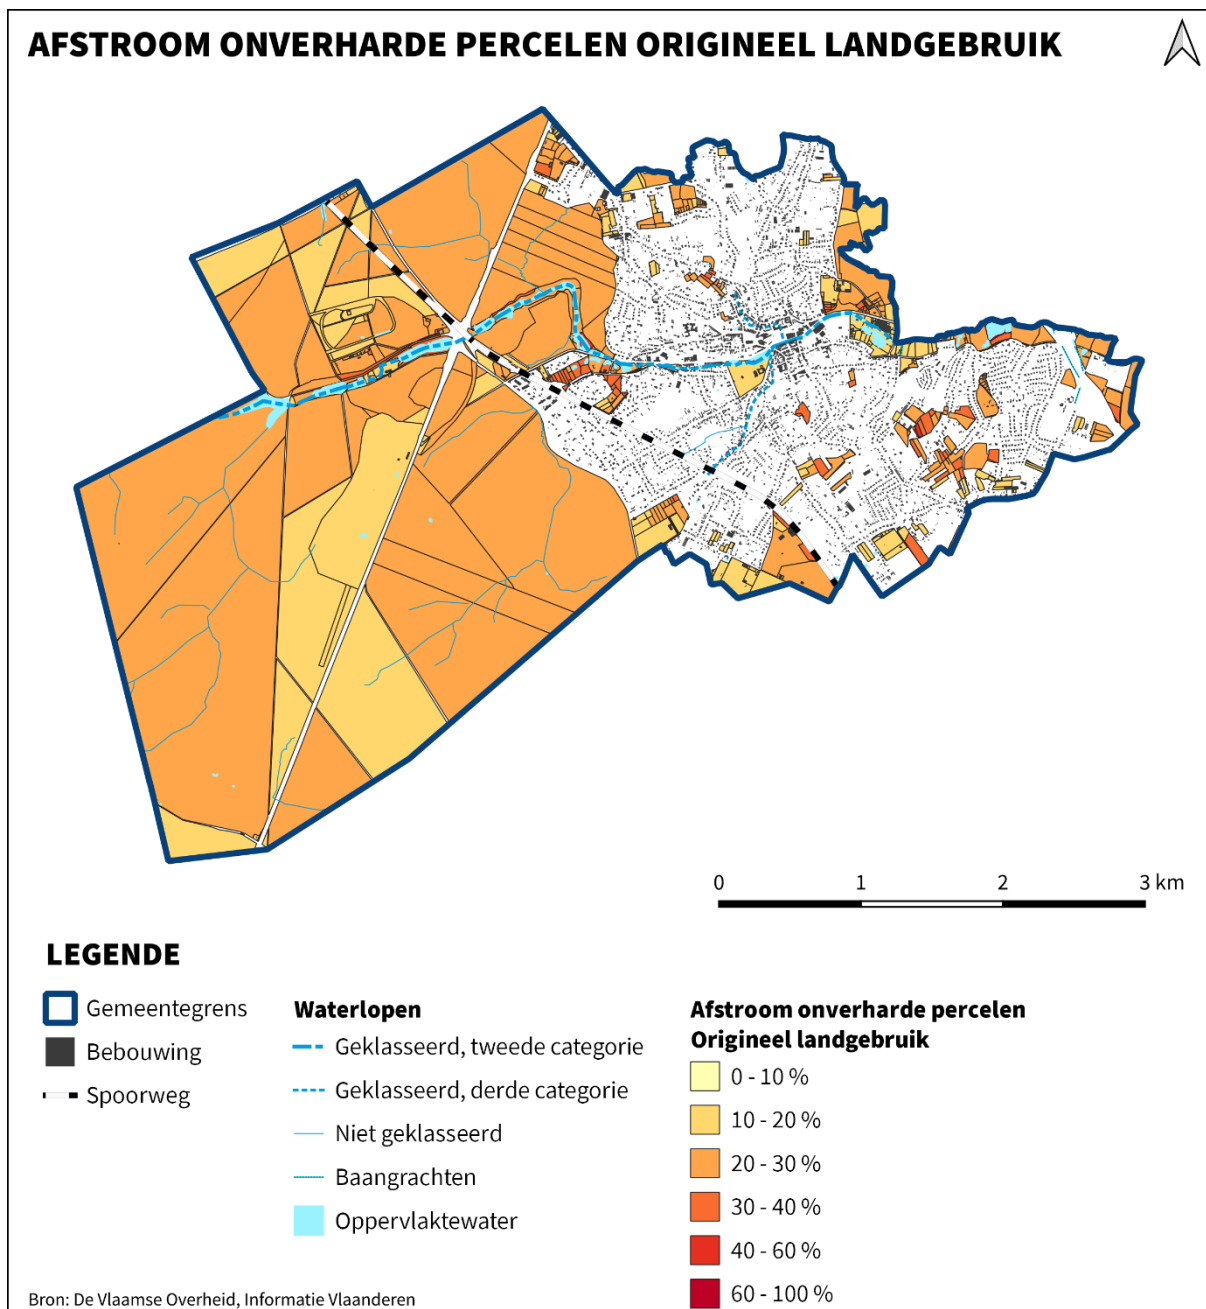 AFSTROOM ONVERHARDE PERCELEN ORIGINEEL LANDGEBRUIK
0 1 2 3 km
LEGENDE
Gemeentegrens
Bebouwing
Spoorweg
Waterlopen
Geklasseerd, tweede categorie
Geklasseerd, derde categorie
Niet geklasseerd
Baangrachten
Oppervlaktewater
Afstroom onverharde percelen
Origineel landgebruik
0 - 10 %
10 - 20 %
20 - 30 %
30 - 40 %
40 - 60 %
60 - 100 %
Bron: De Vlaamse Overheid, Informatie Vlaanderen